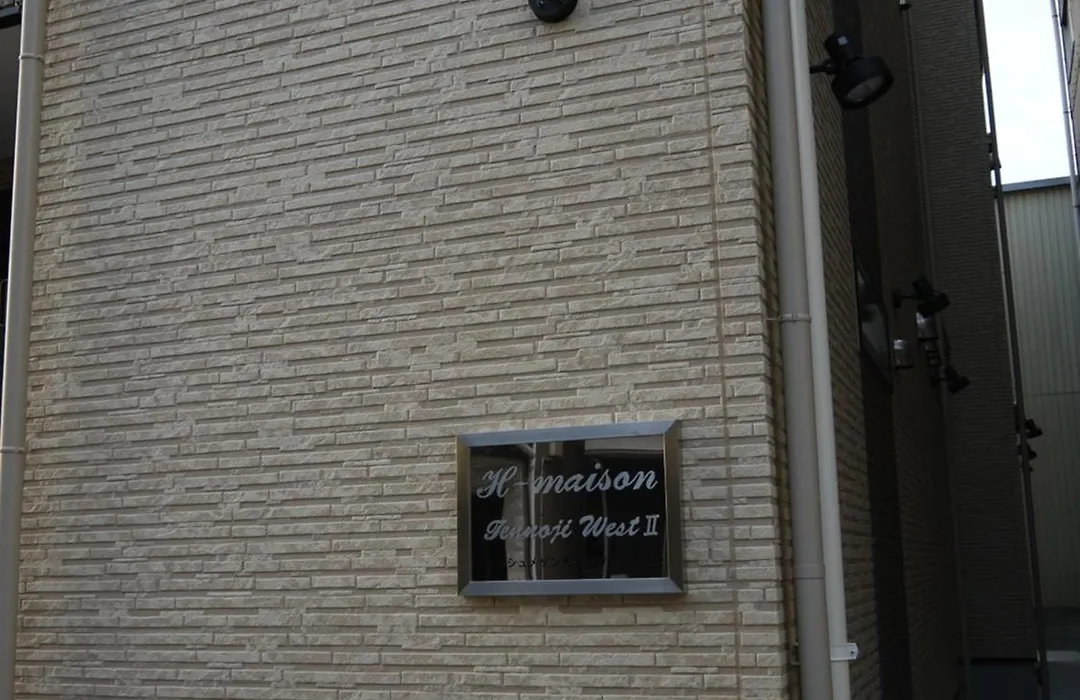 H-maison
Tennoji West Ⅱ